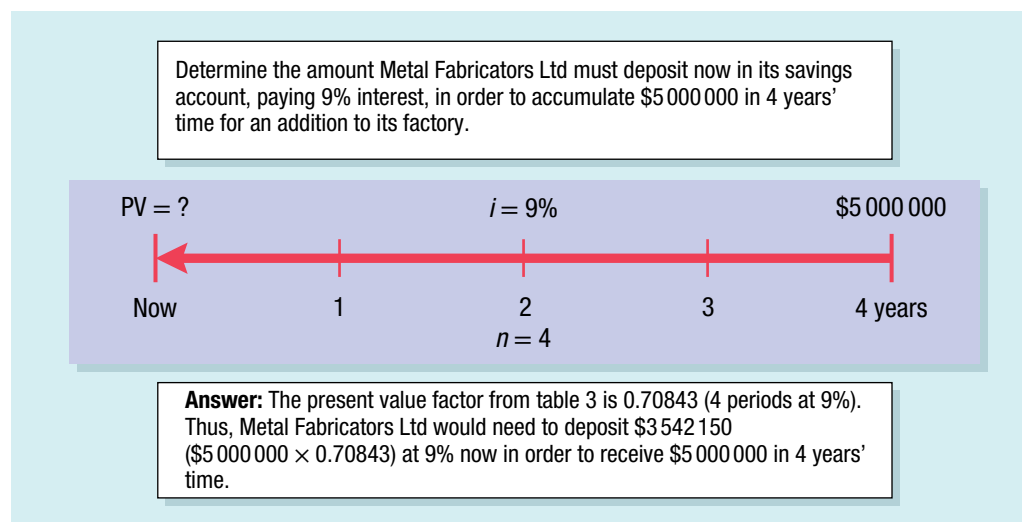 Determine the amount Metal Fabricators Ltd must deposit now in its savings
account, paying 9% interest, in order to accumulate $5 000 000 in 4 years’
time for an addition to its factory.
PV = ? i = 9% $5 000 000
Now 1 2 3 4 years
n = 4
Answer: The present value factor from table 3 is 0.70843 (4 periods at 9%).
Thus, Metal Fabricators Ltd would need to deposit $3 542 150
($5 000 000 × 0.70843) at 9% now in order to receive $5 000 000 in 4 years’
time.